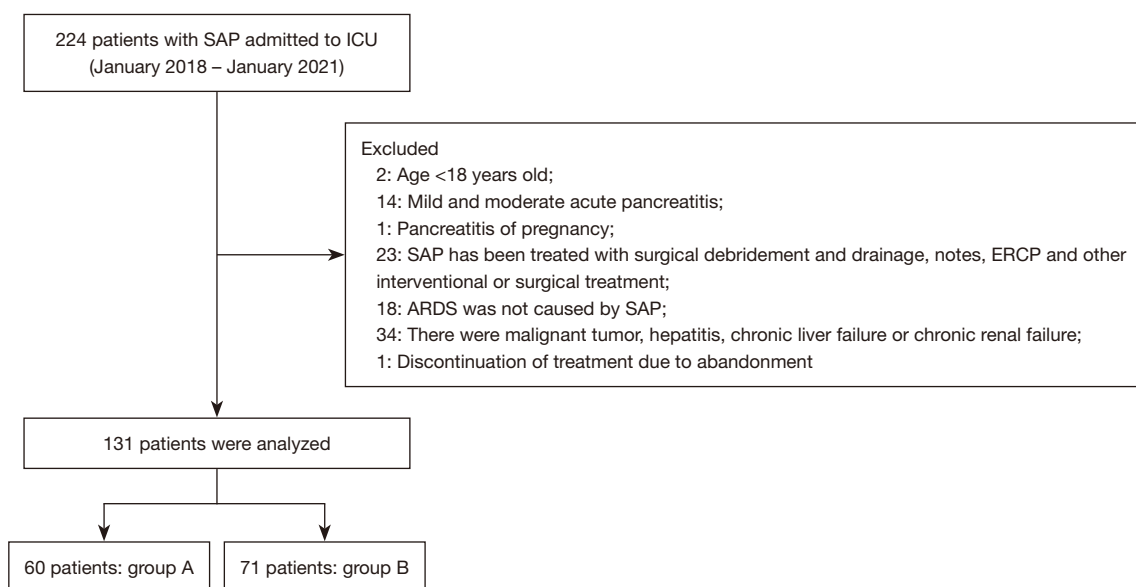 224 patients with SAP admitted to ICU
(January 2018 – January 2021)
Excluded
2: Age <18 years old;
14: Mild and moderate acute pancreatitis;
1: Pancreatitis of pregnancy;
23: SAP has been treated with surgical debridement and drainage, notes, ERCP and other
interventional or surgical treatment;
18: ARDS was not caused by SAP;
34: There were malignant tumor, hepatitis, chronic liver failure or chronic renal failure;
1: Discontinuation of treatment due to abandonment
131 patients were analyzed
60 patients: group A
71 patients: group B